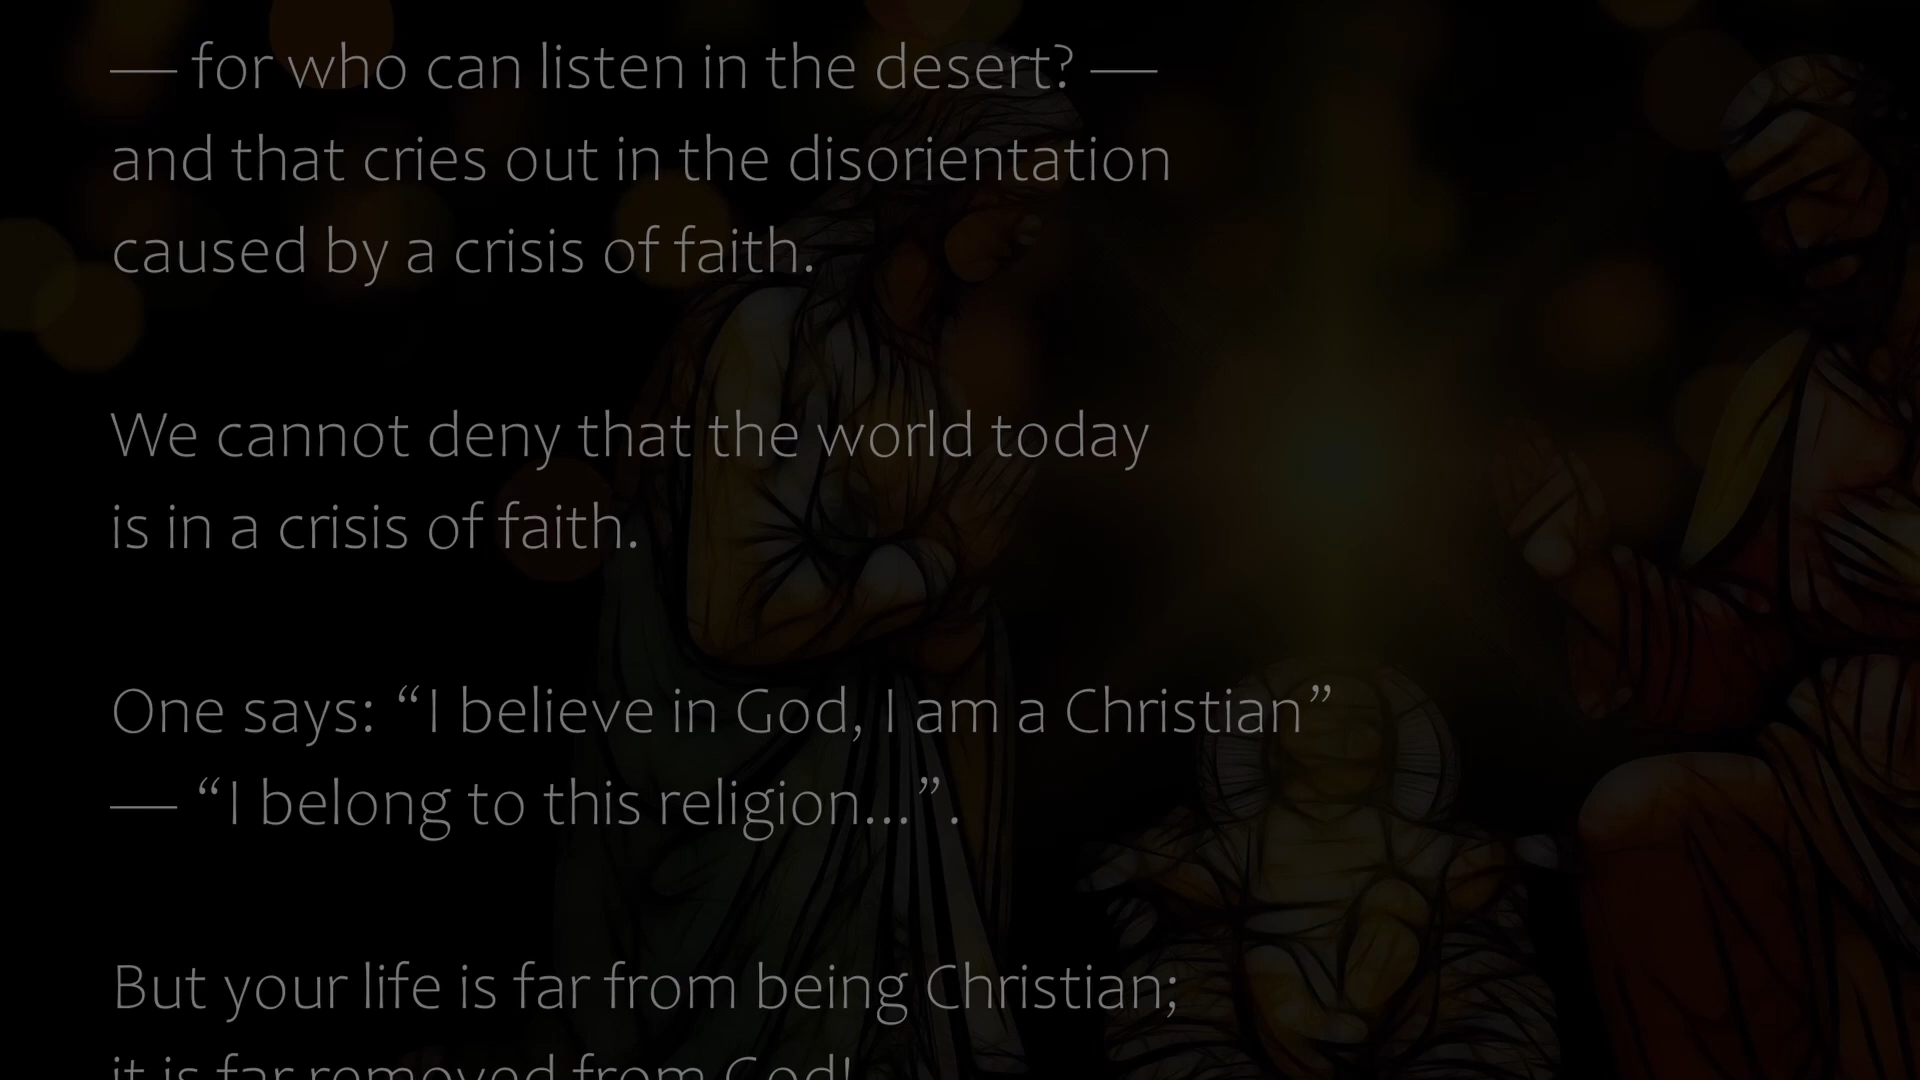 — for who can listen in the desert? —
and that cries out in the disorientation
caused by a crisis of faith.
We cannot deny that the world today
is in a crisis of faith.
One says: “I believe in God, I am a Christian”
— “I belong to this religion…”.
But your life is far from being Christian;
it is far removed from God!